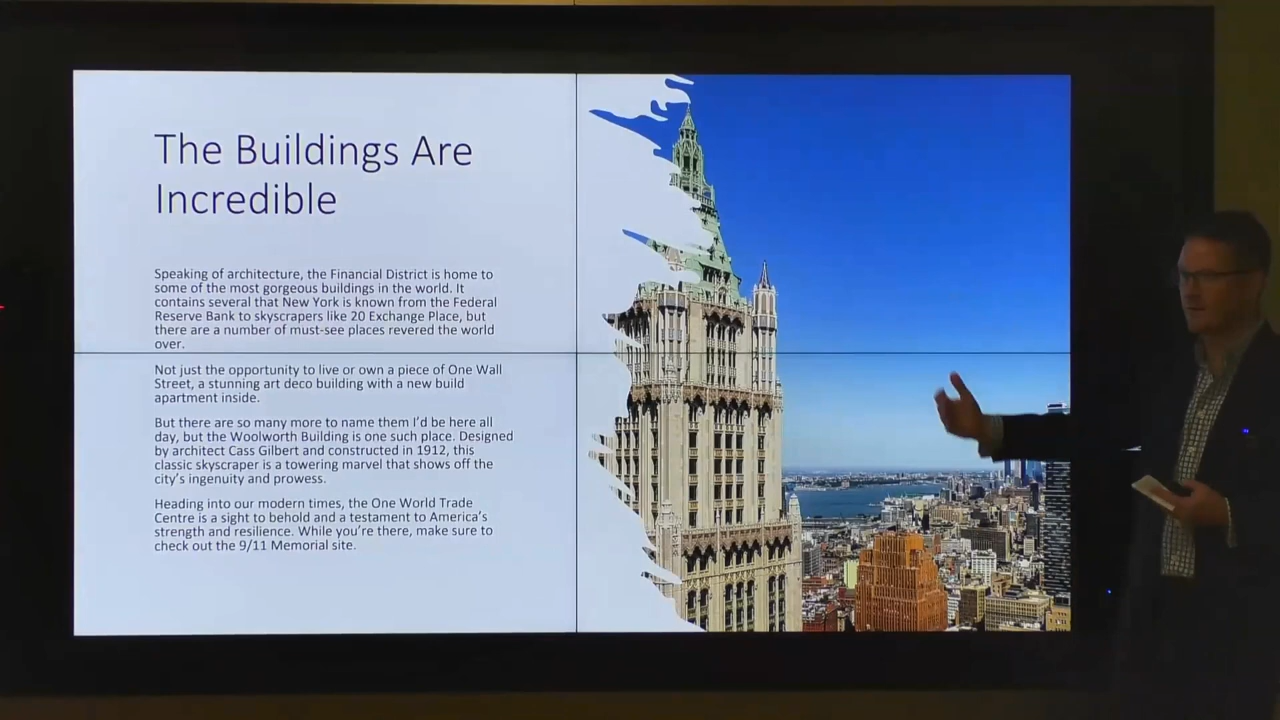 The Buildings Are
Incredible
Speaking of architecture, the Financial District is home to
some of the most gorgeous buildings in the world. It
contains several that New York is known from the Federal
Reserve Bank to skyscrapers like 20 Exchange Place, but
there are a number of must-see places revered the world
over.
Not just the opportunity to live or own a piece of One Wall
Street, a stunning art deco building with a new build
apartment inside.
But there are so many more to name them I'd be here all
day, but the Woolworth Building is one such place. Designed
by architect Cass Gilbert and constructed in 1912, this
classic skyscraper is a towering marvel that shows off the
city's ingenuity and prowess.
Heading into our modern times, the One World Trade
Centre is a sight to behold and a testament to America's
strength and resilience. While you're there, make sure to
check out the 9/11 Memorial site.